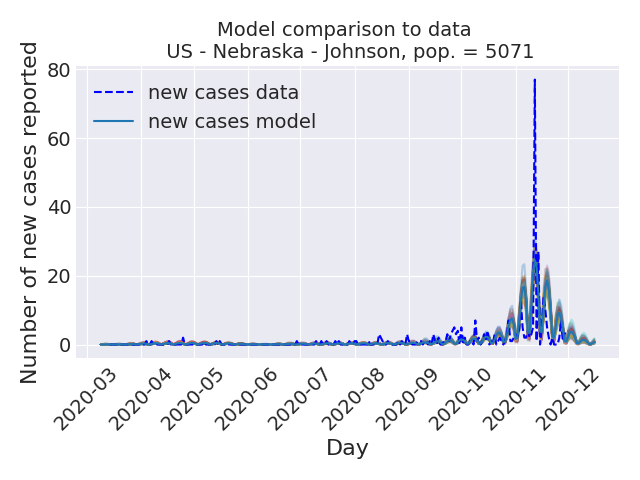 Model comparison to data
US - Nebraska - Johnson, pop. = 5071
Number of new cases reported
80
60
40
20
0
new cases data
new cases model
2020-03
2020-04
2020-05
2020-06
2020-07
2020-08
2020-09
2020-10
2020-11
2020-12
Day